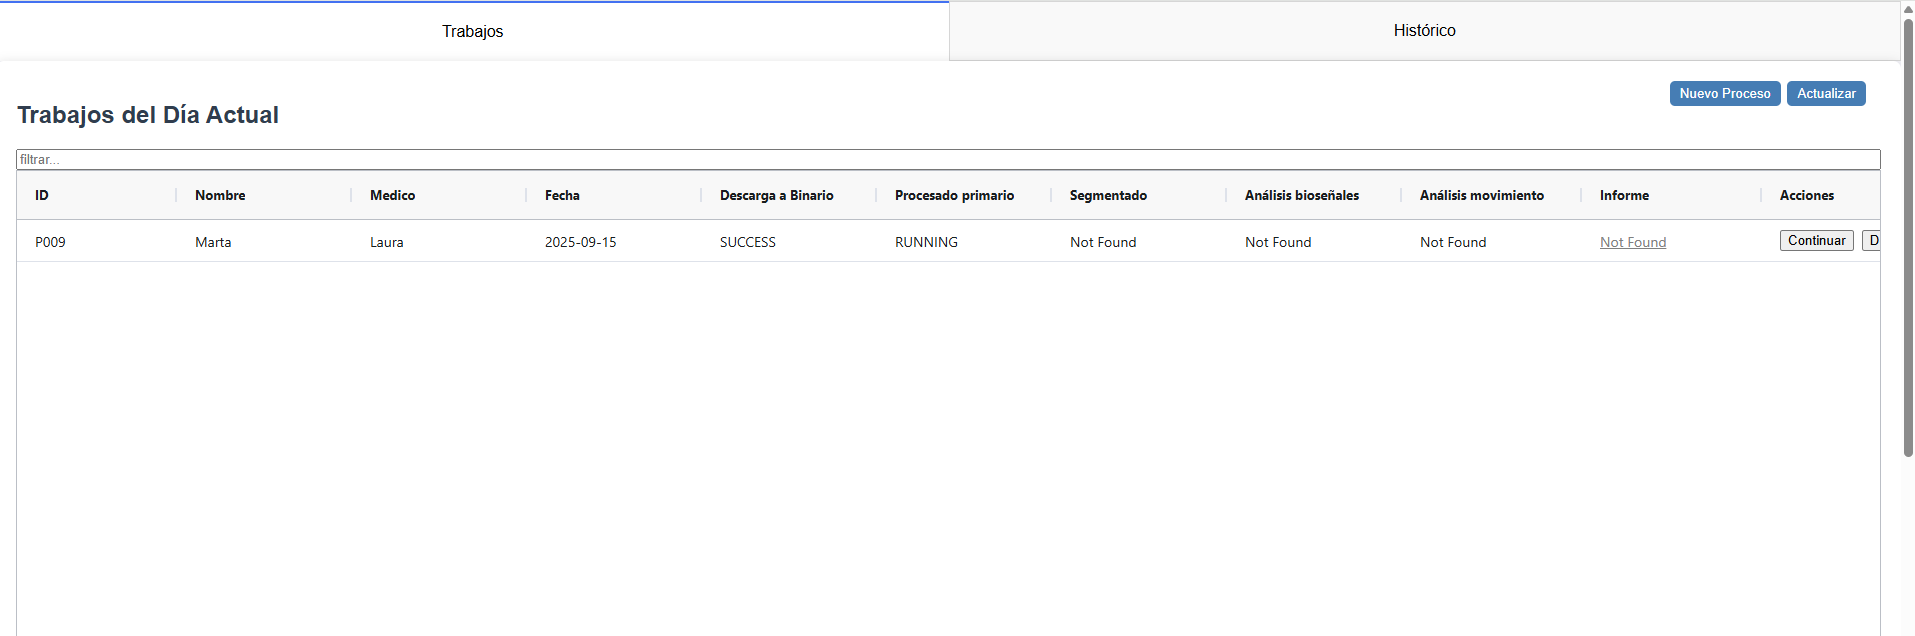 Trabajos
Histórico
Nuevo Proceso
Actualizar
Trabajos del Día Actual
filtrar...
ID Nombre Medico Fecha Descarga a Binario Procesado primario Segmentado Análisis bioseñales Análisis movimiento Informe Acciones
P009 Marta Laura 2025-09-15 SUCCESS RUNNING Not Found Not Found Not Found Not Found Continuar